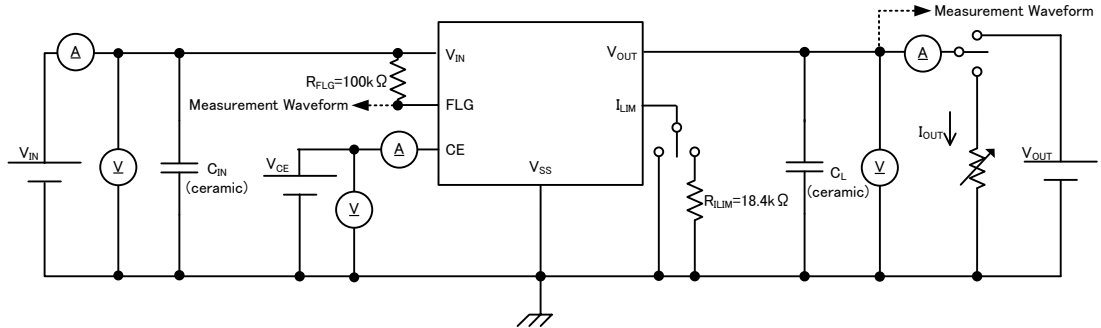 Measurement Waveform
A
VIN
VOUT
A
RFLG=100kΩ
Measurement Waveform
FLG
ILIM
IOUT
VIN
V
CIN
(ceramic)
VCE
A
CE
VSS
V
RILIM=18.4kΩ
CL
(ceramic)
V
VOUT